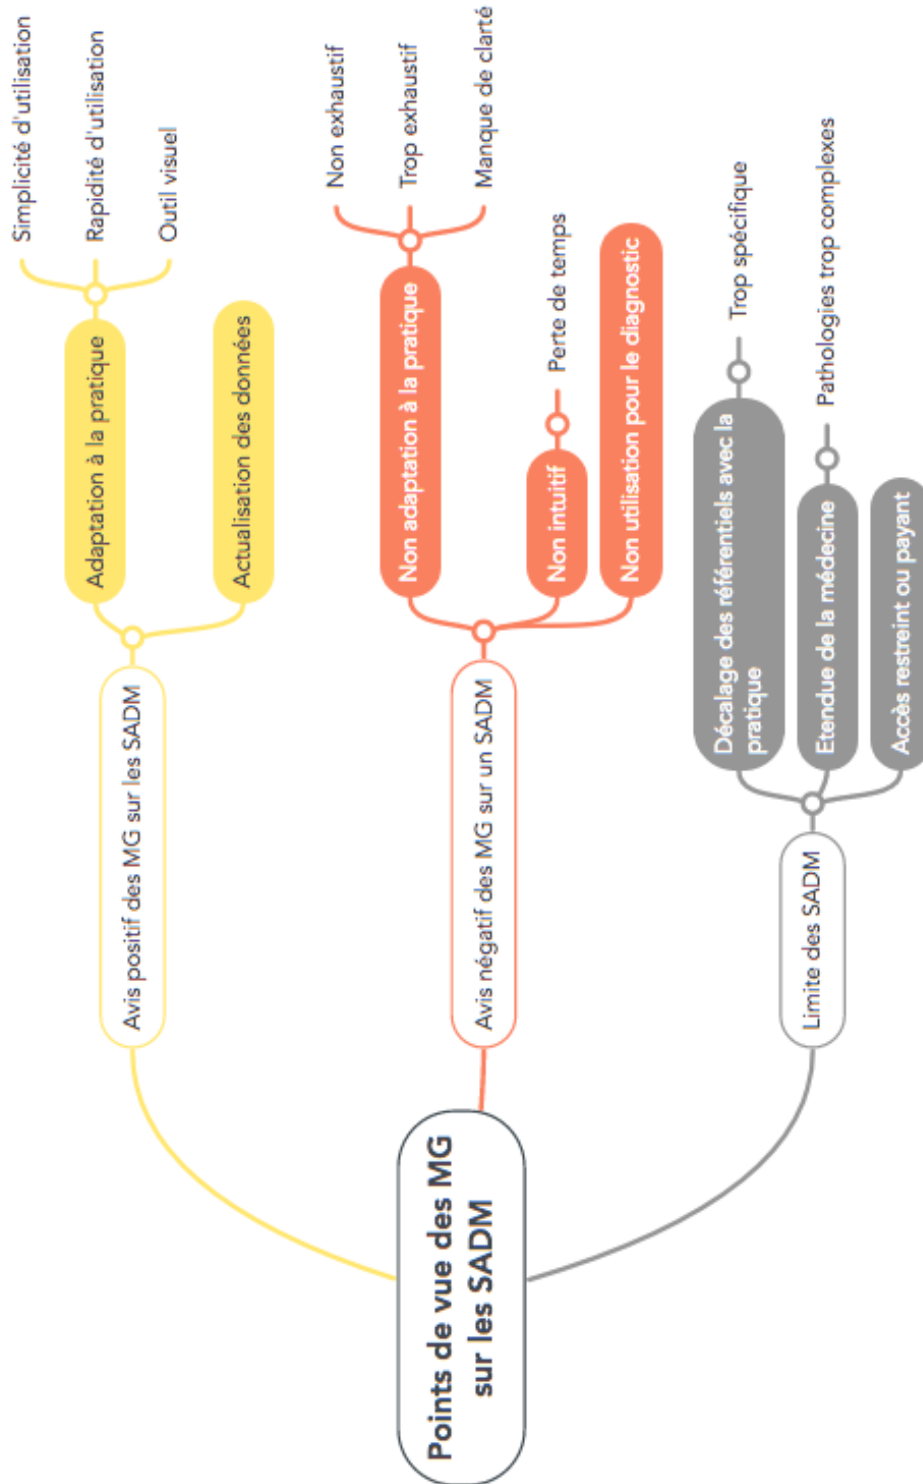 Points de vue des MG
sur les SADM
Avis positif des MG sur les SADM
Adaptation à la pratique
Simplicité d'utilisation
Rapidité d'utilisation
Outil visuel
Actualisation des données
Avis négatif des MG sur un SADM
Non adaptation à la pratique
Non exhaustif
Trop exhaustif
Manque de clarté
Non intuitif
Perte de temps
Non utilisation pour le diagnostic
Limite des SADM
Décalage des référentiels avec la
pratique
Trop spécifique
Etendue de la médecine
Pathologies trop complexes
Accès restreint ou payant